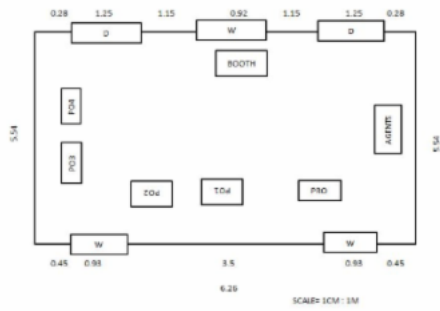 0.28 1.25 1.15 0.92 1.15 1.25 0.28
D W D
BOOTH
PO4
AGENTS
5.54 5.54
PO3
PO2 PO1 PRO
W W
0.45 0.93 3.5 0.93 0.45
6.26
SCALE= 1CM : 1M